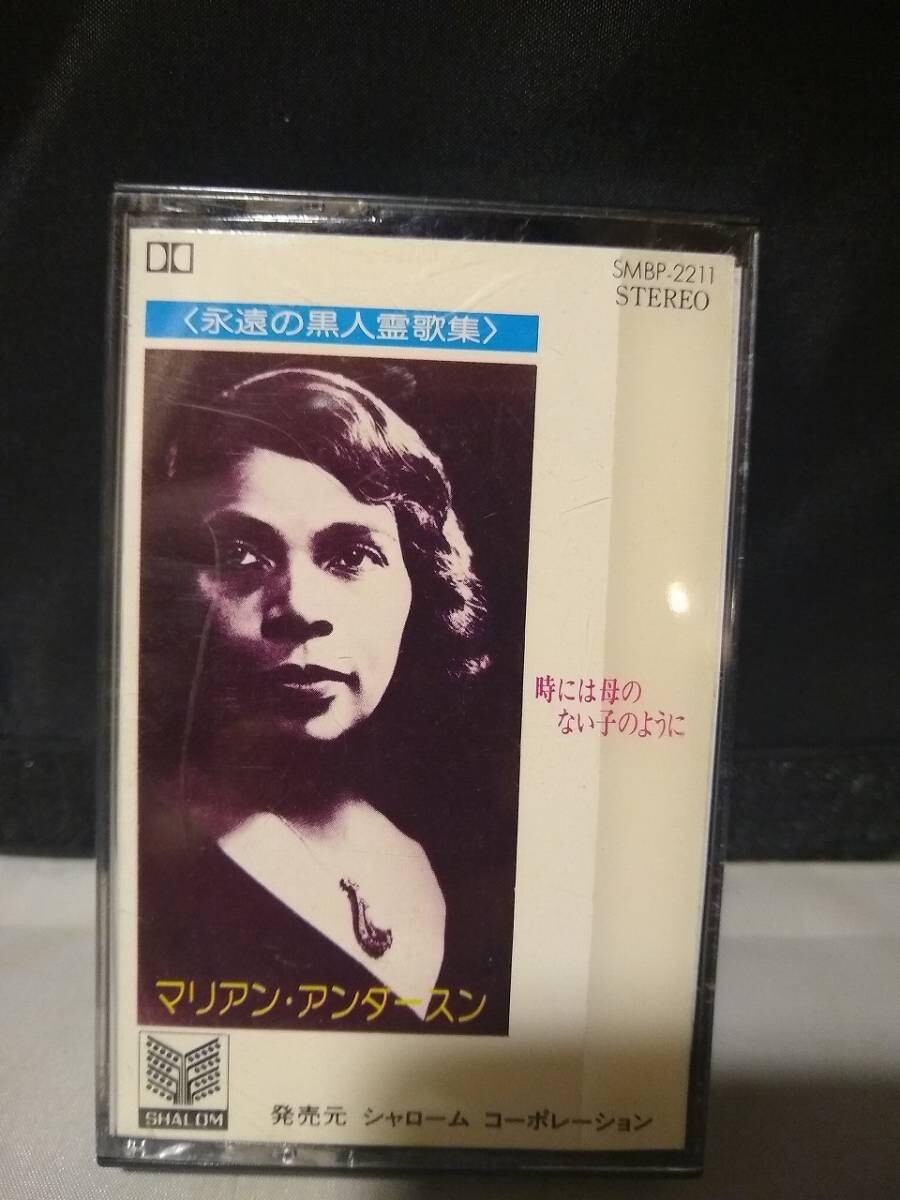 SMBP-2211
STEREO
〈永遠の黒人霊歌集〉
時には母の
ない子のように
マリアン・アンダースン
SHALOM
発売元 シャローム コーポレーション